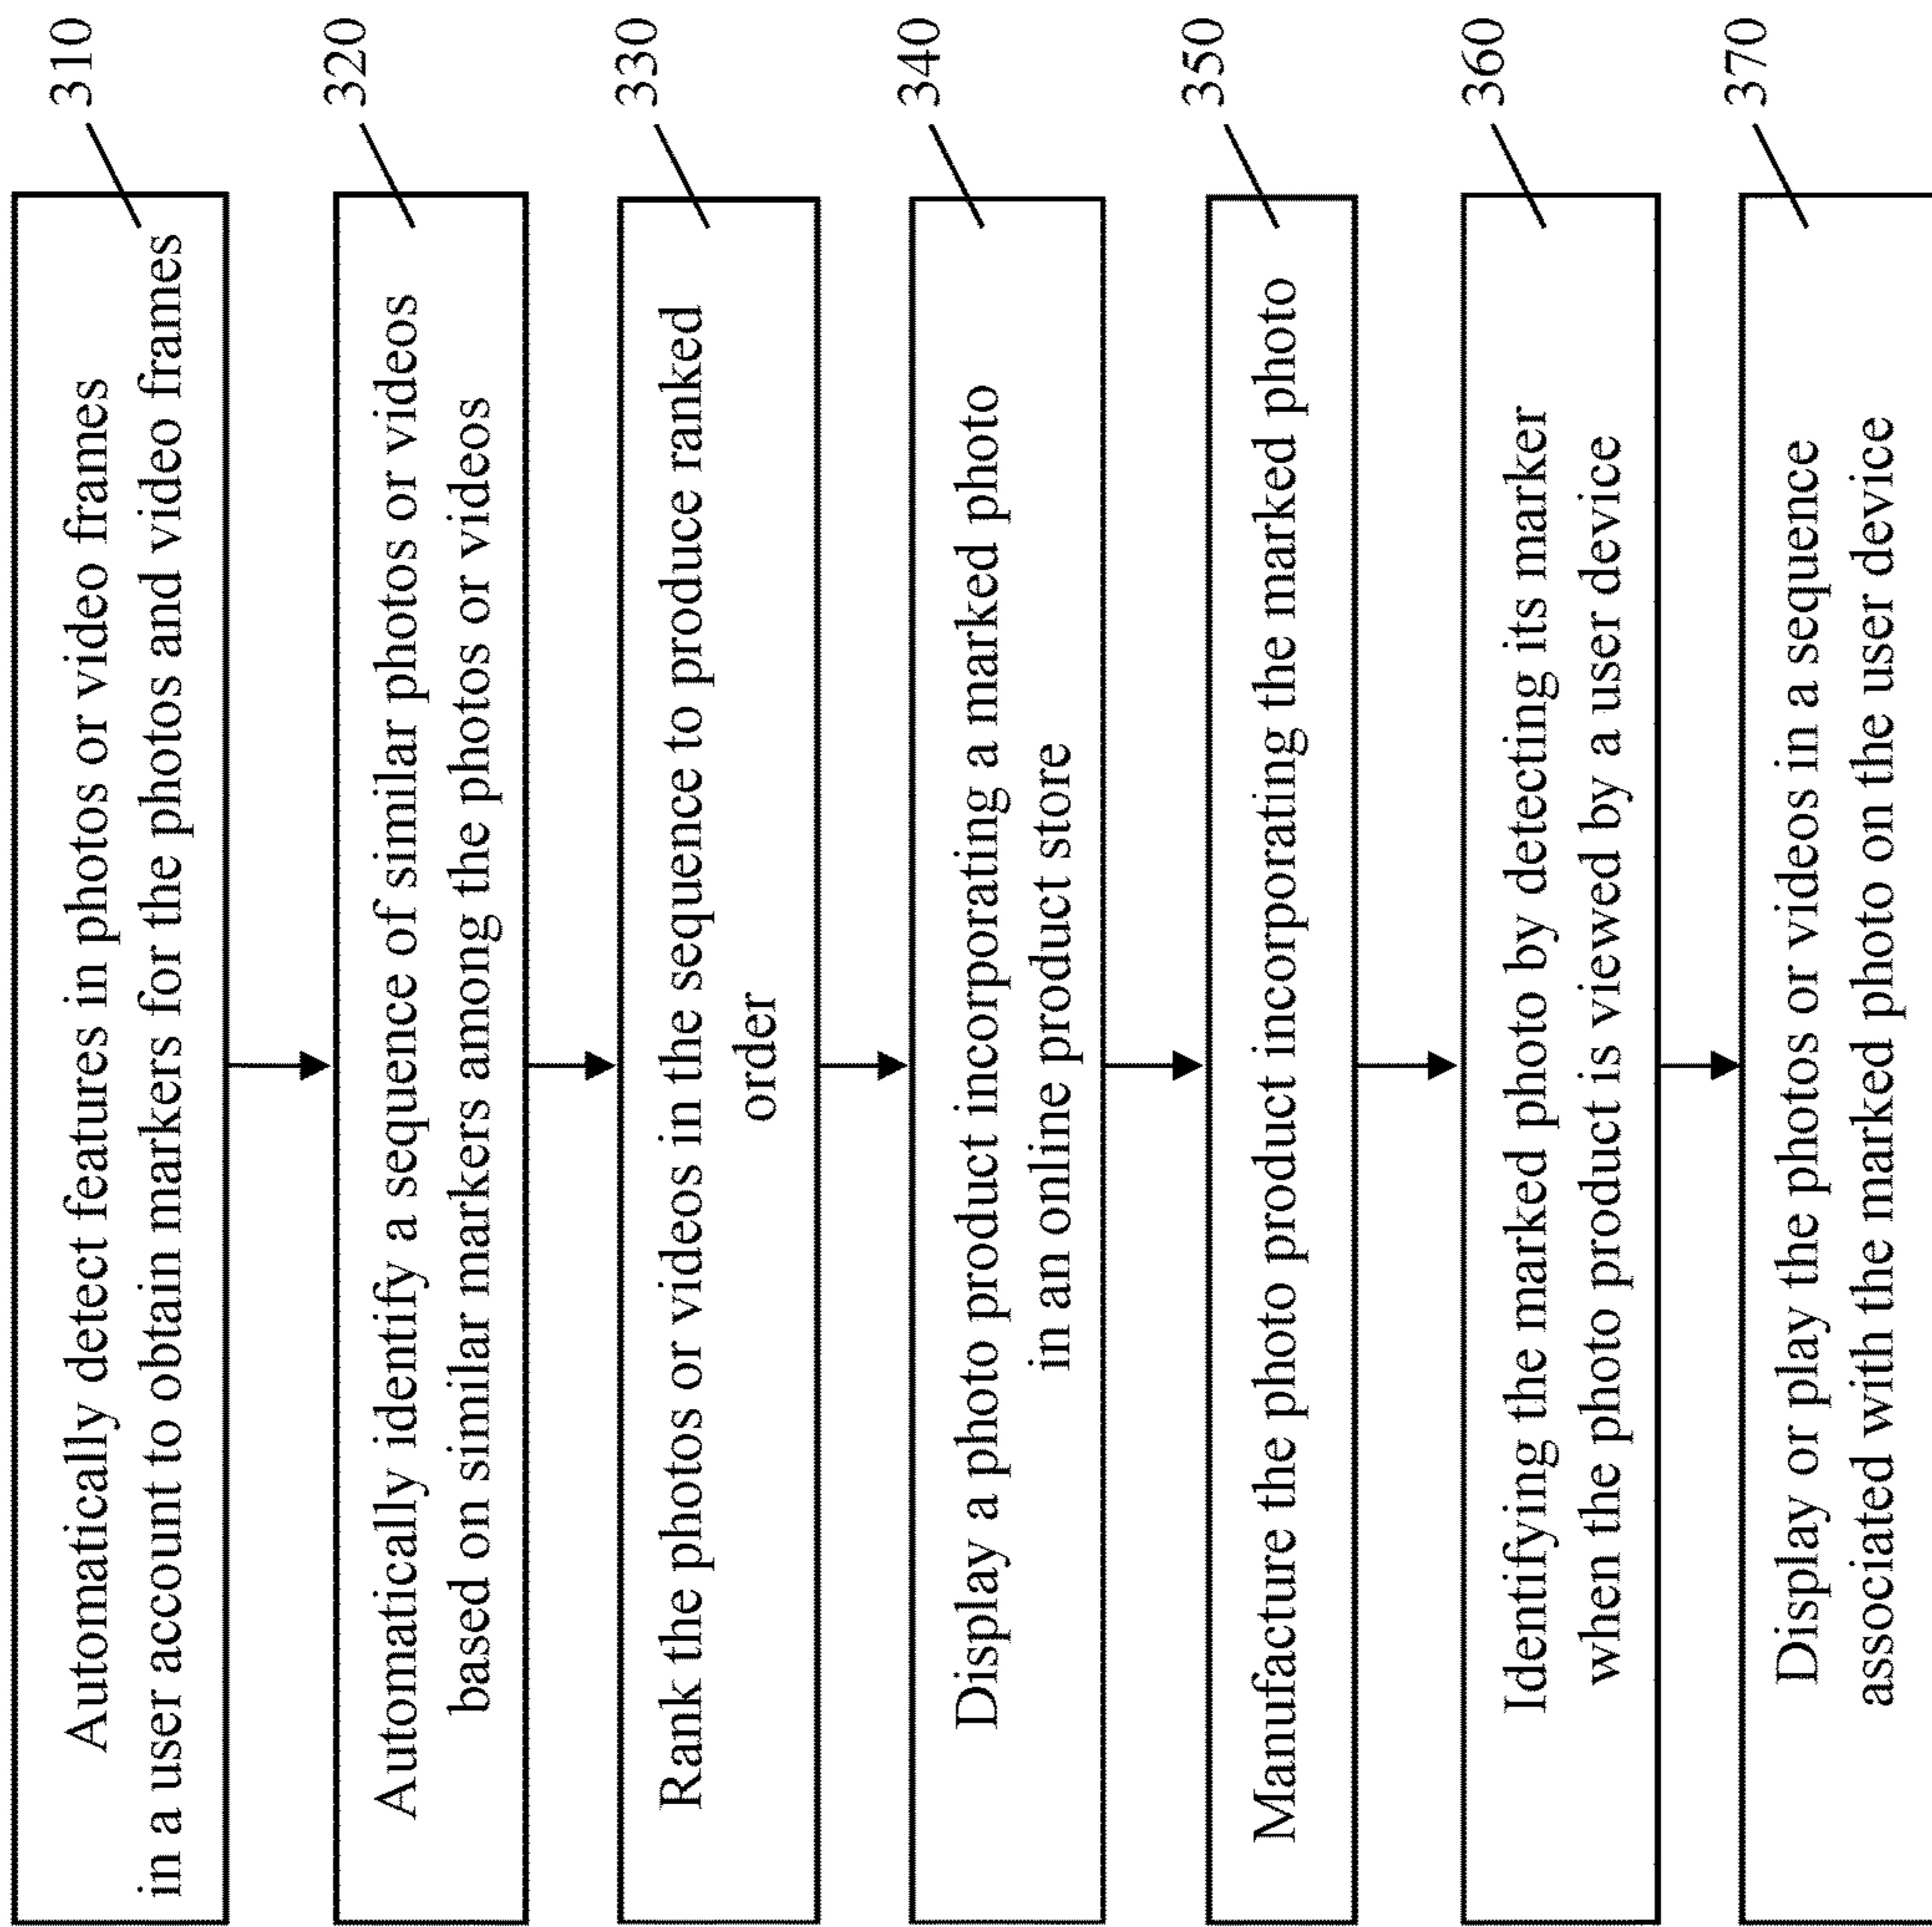 Automatically detect features in photos or video frames
in a user account to obtain markers for the photos and video frames
310
Automatically identify a sequence of similar photos or videos
based on similar markers among the photos or videos
320
Rank the photos or videos in the sequence to produce ranked
order
330
Display a photo product incorporating a marked photo
in an online product store
340
Manufacture the photo product incorporating the marked photo
350
Identifying the marked photo by detecting its marker
when the photo product is viewed by a user device
360
Display or play the photos or videos in a sequence
associated with the marked photo on the user device
370